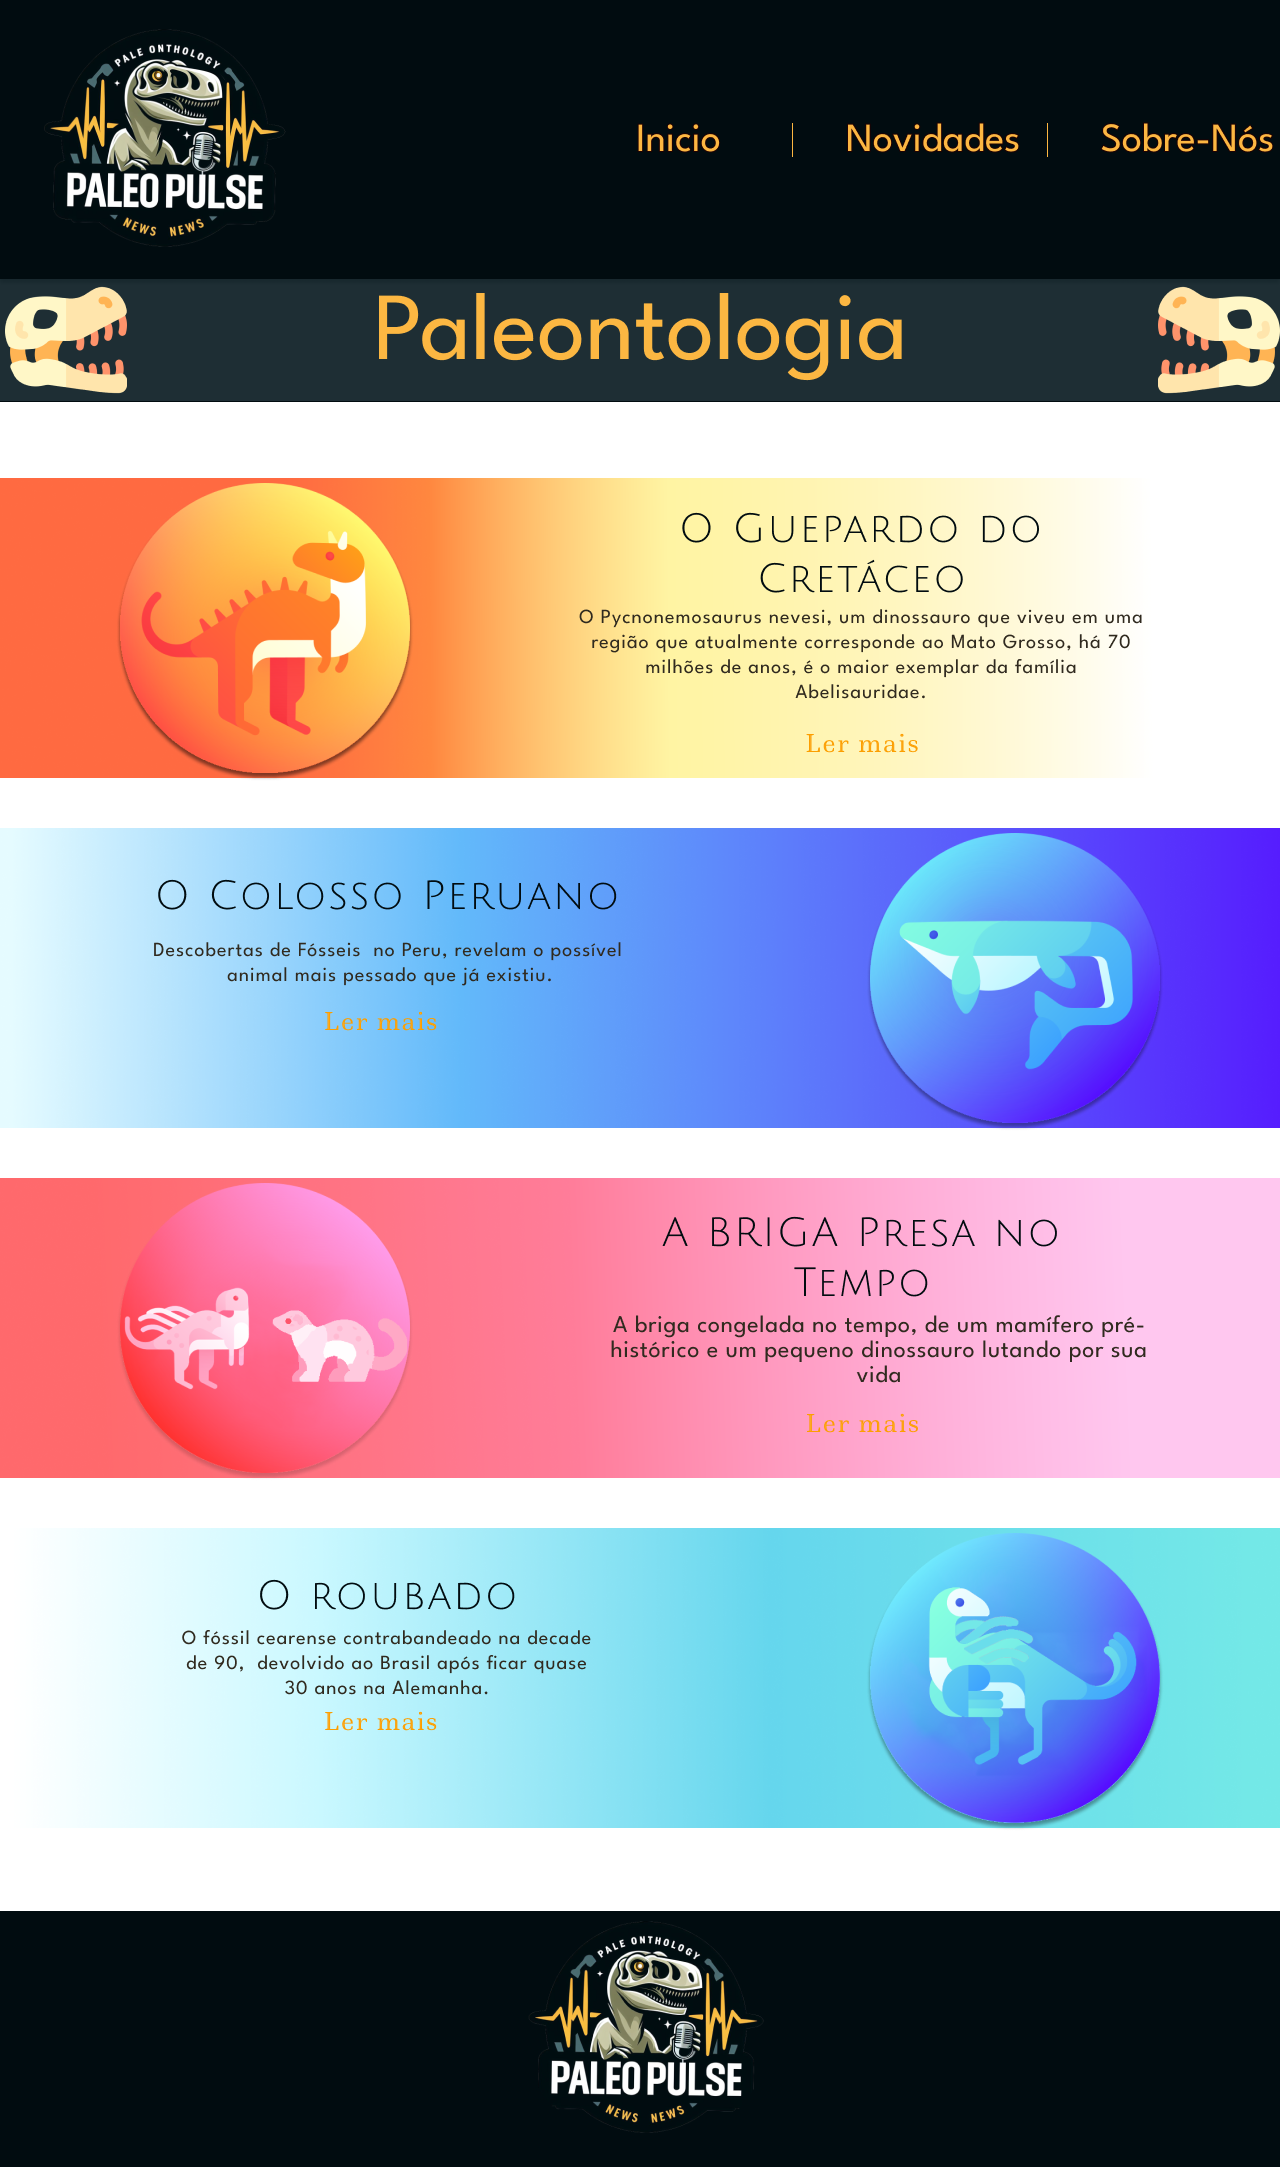 PALE ONTHOLOGY
PALEO PULSE
NEWS NEWS
Inicio
Novidades
Sobre-Nós
Paleontologia
O Guepardo do
Cretáceo
O Pycnonemosaurus nevesi, um dinossauro que viveu em uma
região que atualmente corresponde ao Mato Grosso, há 70
milhões de anos, é o maior exemplar da família
Abelisauridae.
Ler mais
O Colosso Peruano
Descobertas de Fósseis  no Peru, revelam o possível
animal mais pessado que já existiu.
Ler mais
A BRIGA Presa no
Tempo
A briga congelada no tempo, de um mamífero pré-
histórico e um pequeno dinossauro lutando por sua
vida
Ler mais
O roubado
O fóssil cearense contrabandeado na decade
de 90,  devolvido ao Brasil após ficar quase
30 anos na Alemanha.
Ler mais
PALE ONTHOLOGY
PALEO PULSE
NEWS NEWS